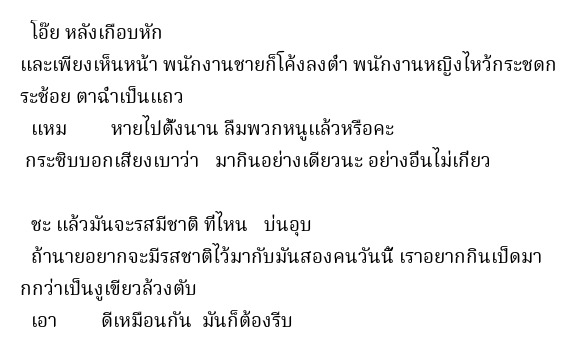 โอ๊ย หลังเกือบหัก
และเพียงเห็นหน้า พนักงานชายก็โค้งลงต่ำ พนักงานหญิงไหว้กระชดก
ระช้อย ตาฉ่ำเป็นแถว
แหม หายไปตั้งนาน ลืมพวกหนูแล้วหรือคะ
กระซิบบอกเสียงเบาว่า มากินอย่างเดียวนะ อย่างอื่นไม่เกี่ยว
ชะ แล้วมันจะรสมีชาติ ที่ไหน บ่นอุบ
ถ้านายอยากจะมีรสชาติไว้มากับมันสองคนวันนี้ เราอยากกินเป็ดมา
กกว่าเป็นงูเขียวล้วงตับ
เอา ดีเหมือนกัน มันก็ต้องรีบ